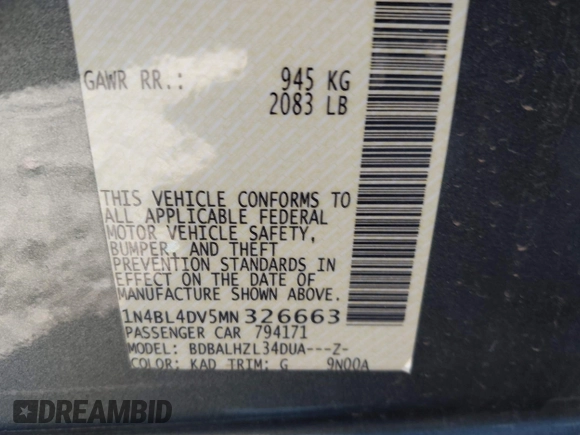 GAWR RR.: 945 KG
2083 LB
THIS VEHICLE CONFORMS TO
ALL APPLICABLE FEDERAL
MOTOR VEHICLE SAFETY,
BUMPER, AND THEFT
PREVENTION STANDARDS IN
EFFECT ON THE DATE OF
MANUFACTURE SHOWN ABOVE.
1N4BL4DV5MN326663
PASSENGER CAR 794171
MODEL: BDBALHZL34DUA---Z-
COLOR: KAD TRIM: G 9N00A
DREAMBID